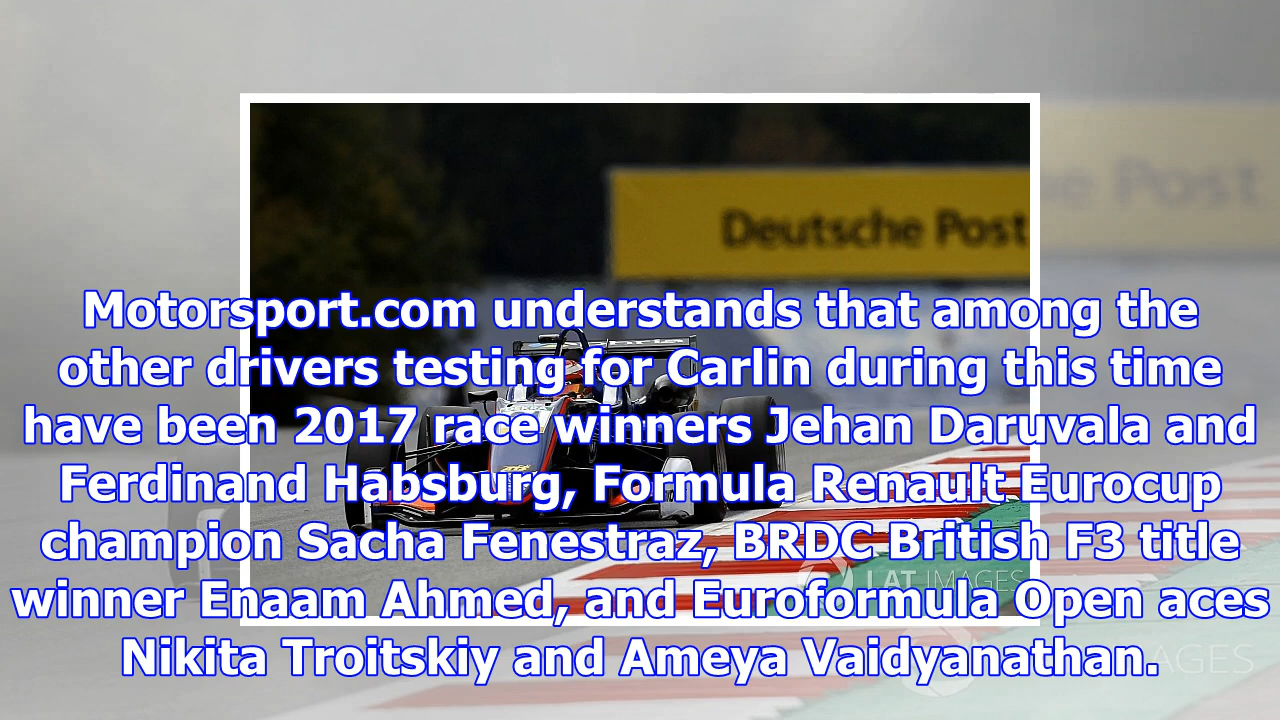 Deutsche Post
e Post
Motorsport.com understands that among the
other drivers testing for Carlin during this time
have been 2017 race winners Jehan Daruvala and
Ferdinand Habsburg, Formula Renault Eurocup
champion Sacha Fenestraz, BRDC British F3 title
winner Enaam Ahmed, and Euroformula Open aces
Nikita Troitskiy and Ameya Vaidyanathan.
LAT IMAGES
AGES